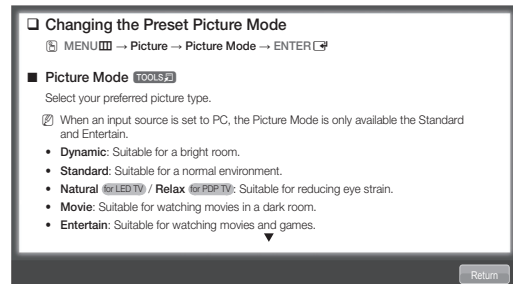 ❑ Changing the Preset Picture Mode
MENU → Picture → Picture Mode → ENTER
■ Picture Mode TOOLS
Select your preferred picture type.
When an input source is set to PC, the Picture Mode is only available the Standard
and Entertain.
• Dynamic: Suitable for a bright room.
• Standard: Suitable for a normal environment.
• Natural (for LED TV) / Relax (for PDP TV): Suitable for reducing eye strain.
• Movie: Suitable for watching movies in a dark room.
• Entertain: Suitable for watching movies and games.
▼
Return